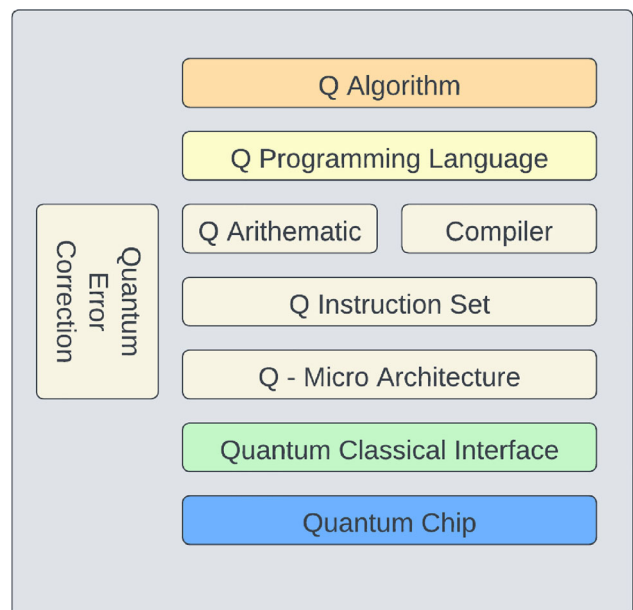 Q Algorithm
Q Programming Language
Quantum
Error
Correction
Q Arithematic
Compiler
Q Instruction Set
Q - Micro Architecture
Quantum Classical Interface
Quantum Chip